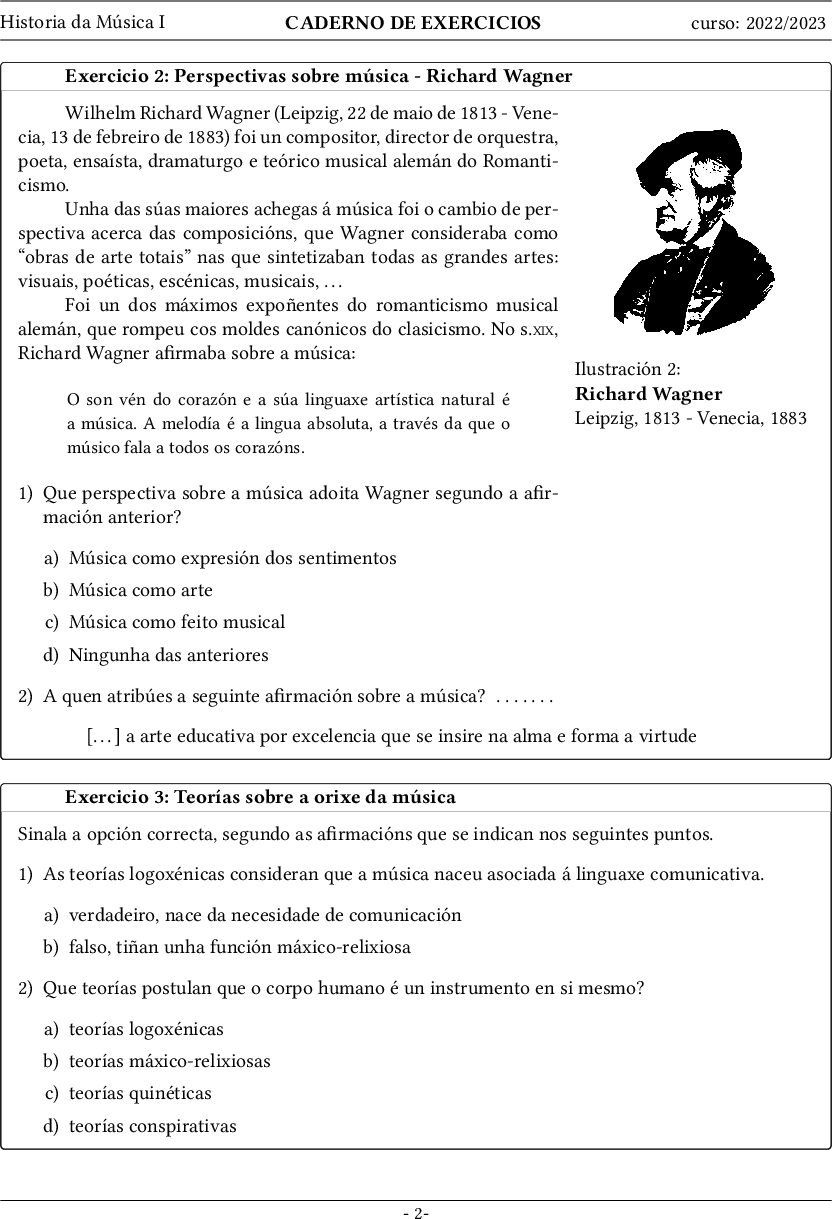 Historia da Música I CADERNO DE EXERCICIOS curso: 2022/2023
Exercicio 2: Perspectivas sobre música - Richard Wagner
Wilhelm Richard Wagner (Leipzig, 22 de maio de 1813 - Vene-
cia, 13 de febreiro de 1883) foi un compositor, director de orquestra,
poeta, ensaísta, dramaturgo e teórico musical alemán do Romanti-
cismo.
Unha das súas maiores achegas á música foi o cambio de per-
spectiva acerca das composicións, que Wagner consideraba como
“obras de arte totais” nas que sintetizaban todas as grandes artes:
visuais, poéticas, escénicas, musicais, …
Foi un dos máximos expoñentes do romanticismo musical
alemán, que rompeu cos moldes canónicos do clasicismo. No s.XIX,
Richard Wagner afirmaba sobre a música:
O son vén do corazón e a súa linguaxe artística natural é
a música. A melodía é a lingua absoluta, a través da que o
músico fala a todos os corazóns.
Ilustración 2:
Richard Wagner
Leipzig, 1813 - Venecia, 1883
1) Que perspectiva sobre a música adoita Wagner segundo a afir-
mación anterior?
a) Música como expresión dos sentimentos
b) Música como arte
c) Música como feito musical
d) Ningunha das anteriores
2) A quen atribúes a seguinte afirmación sobre a música? .......
[…] a arte educativa por excelencia que se insire na alma e forma a virtude
Exercicio 3: Teorías sobre a orixe da música
Sinala a opción correcta, segundo as afirmacións que se indican nos seguintes puntos.
1) As teorías logoxénicas consideran que a música naceu asociada á linguaxe comunicativa.
a) verdadeiro, nace da necesidade de comunicación
b) falso, tiñan unha función máxico-relixiosa
2) Que teorías postulan que o corpo humano é un instrumento en si mesmo?
a) teorías logoxénicas
b) teorías máxico-relixiosas
c) teorías quinéticas
d) teorías conspirativas
- 2-